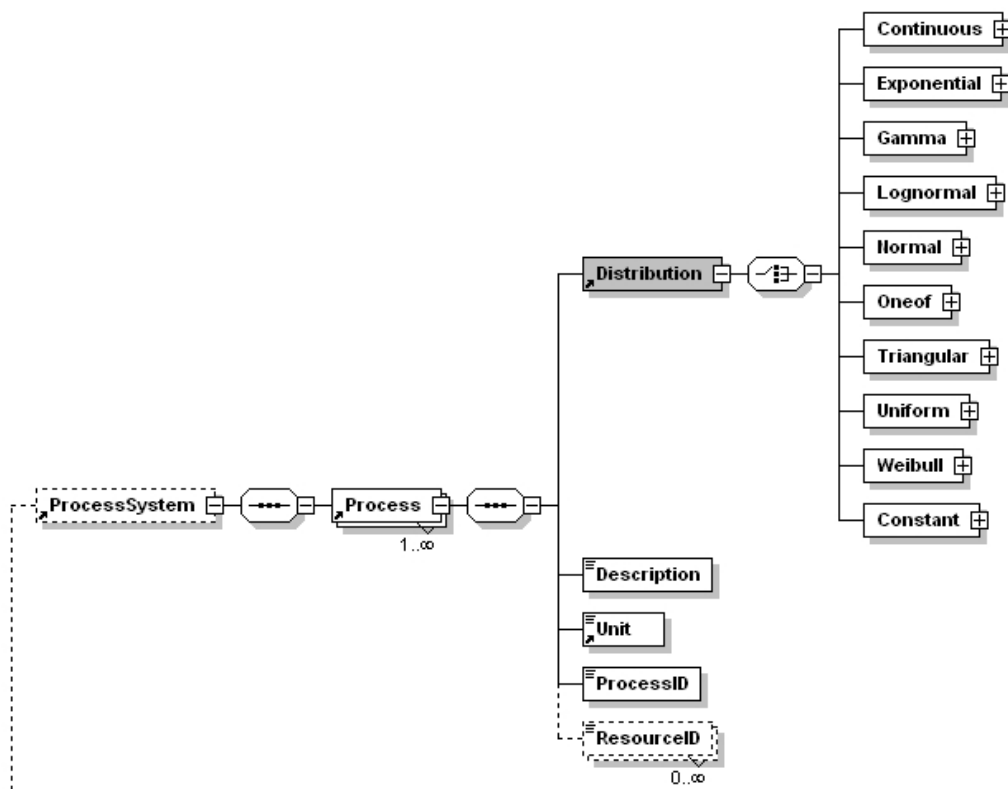 Continuous
Exponential
Gamma
Lognormal
Normal
Distribution
Oneof
Triangular
Uniform
Weibull
ProcessSystem
Process
Constant
1..∞
Description
Unit
ProcessID
ResourceID
0..∞